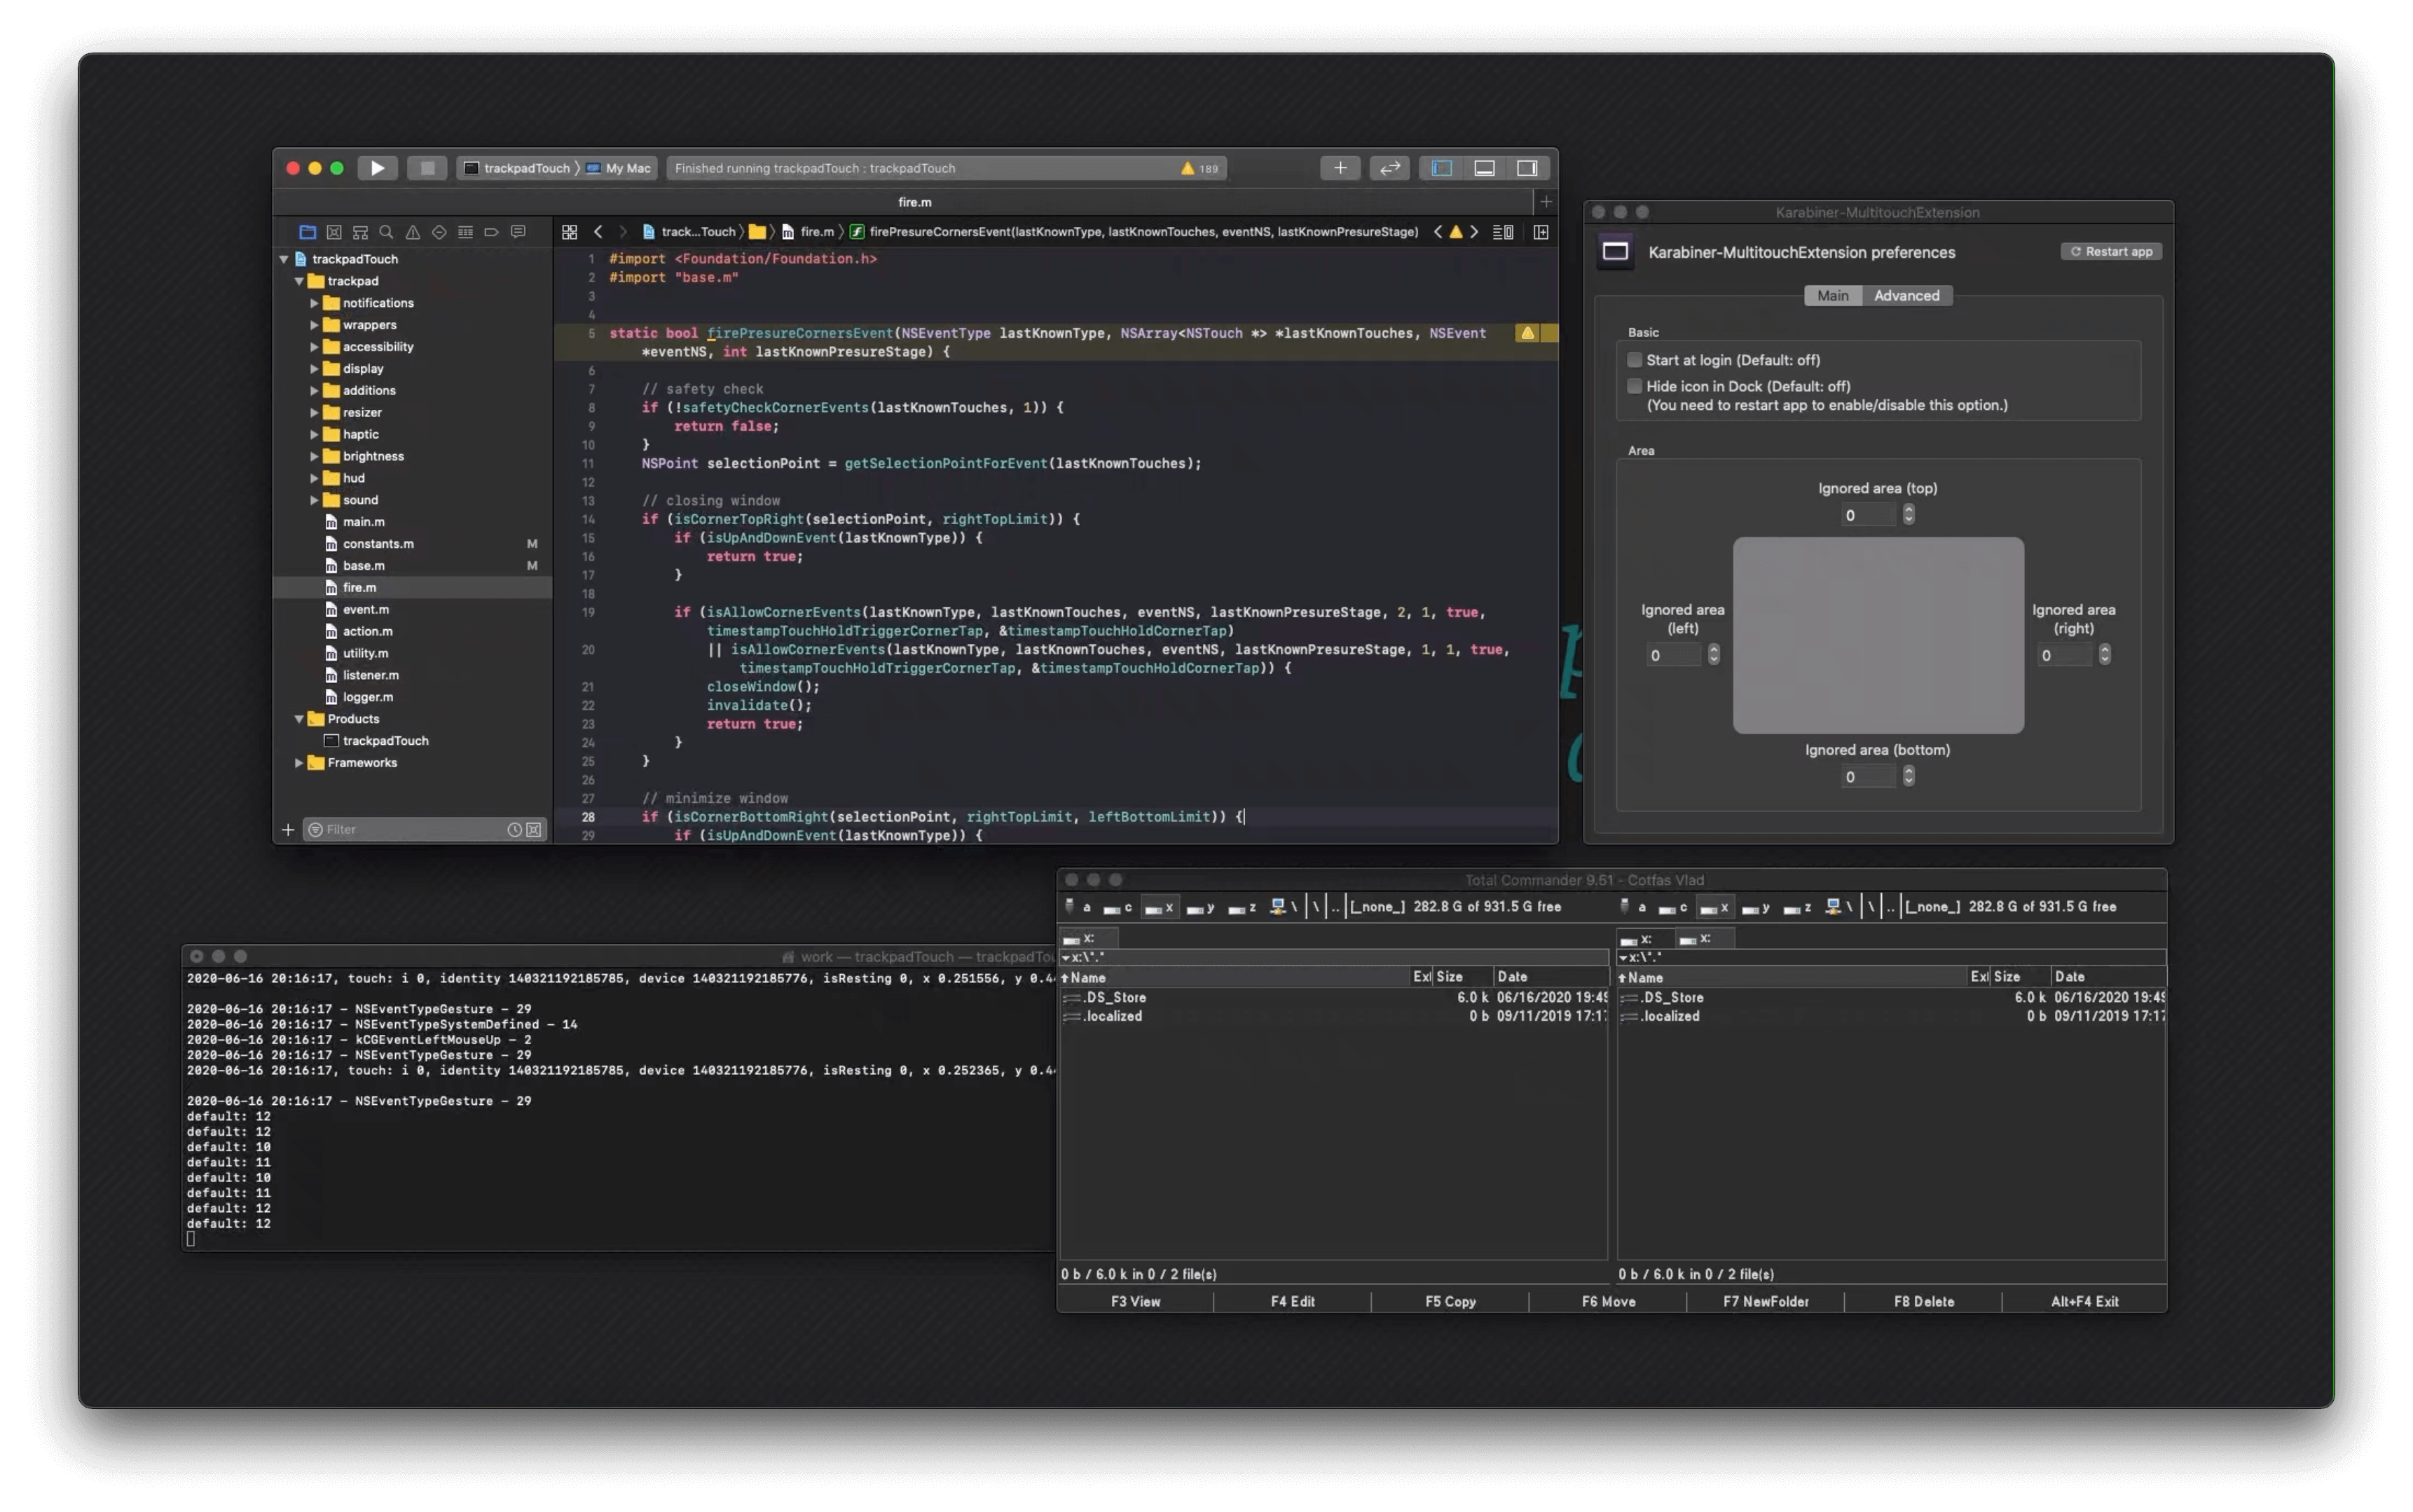 trackpadTouch › My Mac
Finished running trackpadTouch : trackpadTouch
189
fire.m
trackpadTouch
trackpad
notifications
wrappers
accessibility
display
additions
resizer
haptic
brightness
hud
sound
main.m
constants.m M
base.m M
fire.m
event.m
action.m
utility.m
listener.m
logger.m
Products
trackpadTouch
Frameworks
Filter
track...Touch › fire.m › firePresureCornersEvent(lastKnownType, lastKnownTouches, eventNS, lastKnownPresureStage)
1 #import <Foundation/Foundation.h>
2 #import "base.m"
3
4
5 static bool firePresureCornersEvent(NSEventType lastKnownType, NSArray<NSTouch *> *lastKnownTouches, NSEvent
*eventNS, int lastKnownPresureStage) {
6
7 // safety check
8 if (!safetyCheckCornerEvents(lastKnownTouches, 1)) {
9 return false;
10 }
11 NSPoint selectionPoint = getSelectionPointForEvent(lastKnownTouches);
12
13 // closing window
14 if (isCornerTopRight(selectionPoint, rightTopLimit)) {
15 if (isUpAndDownEvent(lastKnownType)) {
16 return true;
17 }
18
19 if (isAllowCornerEvents(lastKnownType, lastKnownTouches, eventNS, lastKnownPresureStage, 2, 1, true,
timestampTouchHoldTriggerCornerTap, &timestampTouchHoldCornerTap)
20 || isAllowCornerEvents(lastKnownType, lastKnownTouches, eventNS, lastKnownPresureStage, 1, 1, true,
timestampTouchHoldTriggerCornerTap, &timestampTouchHoldCornerTap)) {
21 closeWindow();
22 invalidate();
23 return true;
24 }
25 }
26
27 // minimize window
28 if (isCornerBottomRight(selectionPoint, rightTopLimit, leftBottomLimit)) {
29 if (isUpAndDownEvent(lastKnownType)) {
Karabiner-MultitouchExtension
Karabiner-MultitouchExtension preferences
Restart app
Main Advanced
Basic
Start at login (Default: off)
Hide icon in Dock (Default: off)
(You need to restart app to enable/disable this option.)
Area
Ignored area (top)
0
Ignored area
(left)
0
Ignored area
(right)
0
Ignored area (bottom)
0
work — trackpadTouch — trackpadTou
2020-06-16 20:16:17, touch: i 0, identity 140321192185785, device 140321192185776, isResting 0, x 0.251556, y 0.4
2020-06-16 20:16:17 - NSEventTypeGesture - 29
2020-06-16 20:16:17 - NSEventTypeSystemDefined - 14
2020-06-16 20:16:17 - kCGEventLeftMouseUp - 2
2020-06-16 20:16:17 - NSEventTypeGesture - 29
2020-06-16 20:16:17, touch: i 0, identity 140321192185785, device 140321192185776, isResting 0, x 0.252365, y 0.4
2020-06-16 20:16:17 - NSEventTypeGesture - 29
default: 12
default: 12
default: 10
default: 11
default: 10
default: 11
default: 12
default: 12
Total Commander 9.51 - Cotfas Vlad
a c x y z \ \ .. [_none_] 282.8 G of 931.5 G free
x:
x:\*.*
Name Ex Size Date
.DS_Store 6.0 k 06/16/2020 19:49
.localized 0 b 09/11/2019 17:17
0 b / 6.0 k in 0 / 2 file(s)
a c x y z \ \ .. [_none_] 282.8 G of 931.5 G free
x: x:
x:\*.*
Name Ex Size Date
.DS_Store 6.0 k 06/16/2020 19:49
.localized 0 b 09/11/2019 17:17
0 b / 6.0 k in 0 / 2 file(s)
F3 View F4 Edit F5 Copy F6 Move F7 NewFolder F8 Delete Alt+F4 Exit